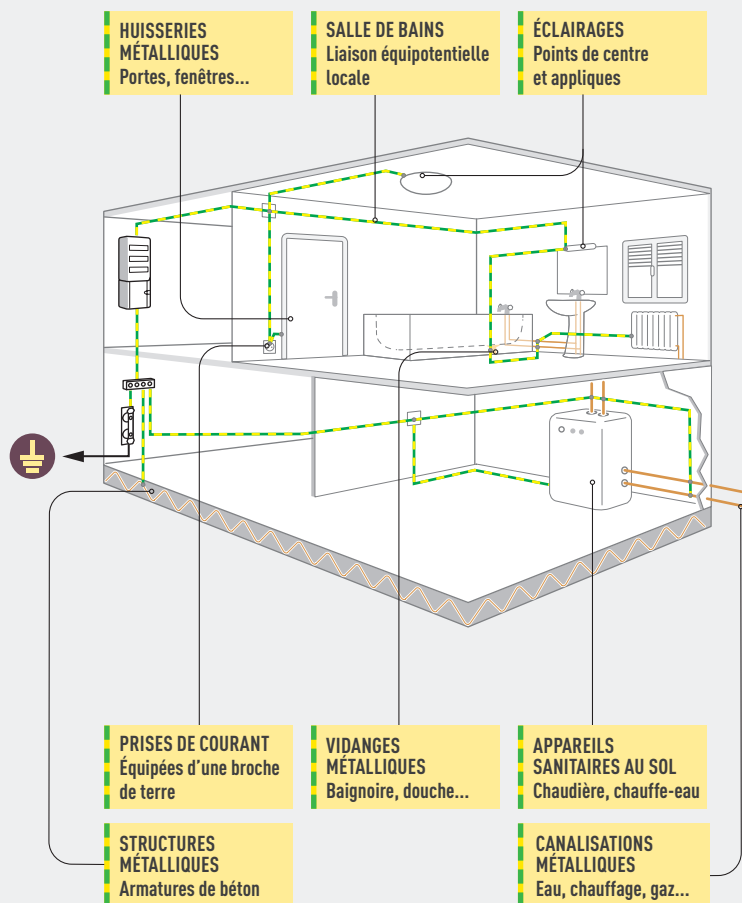 HUISSERIES
MÉTALLIQUES
Portes, fenêtres...
SALLE DE BAINS
Liaison équipotentielle
locale
ÉCLAIRAGES
Points de centre
et appliques
PRISES DE COURANT
Équipées d'une broche
de terre
VIDANGES
MÉTALLIQUES
Baignoire, douche...
APPAREILS
SANITAIRES AU SOL
Chaudière, chauffe-eau
STRUCTURES
MÉTALLIQUES
Armatures de béton
CANALISATIONS
MÉTALLIQUES
Eau, chauffage, gaz...